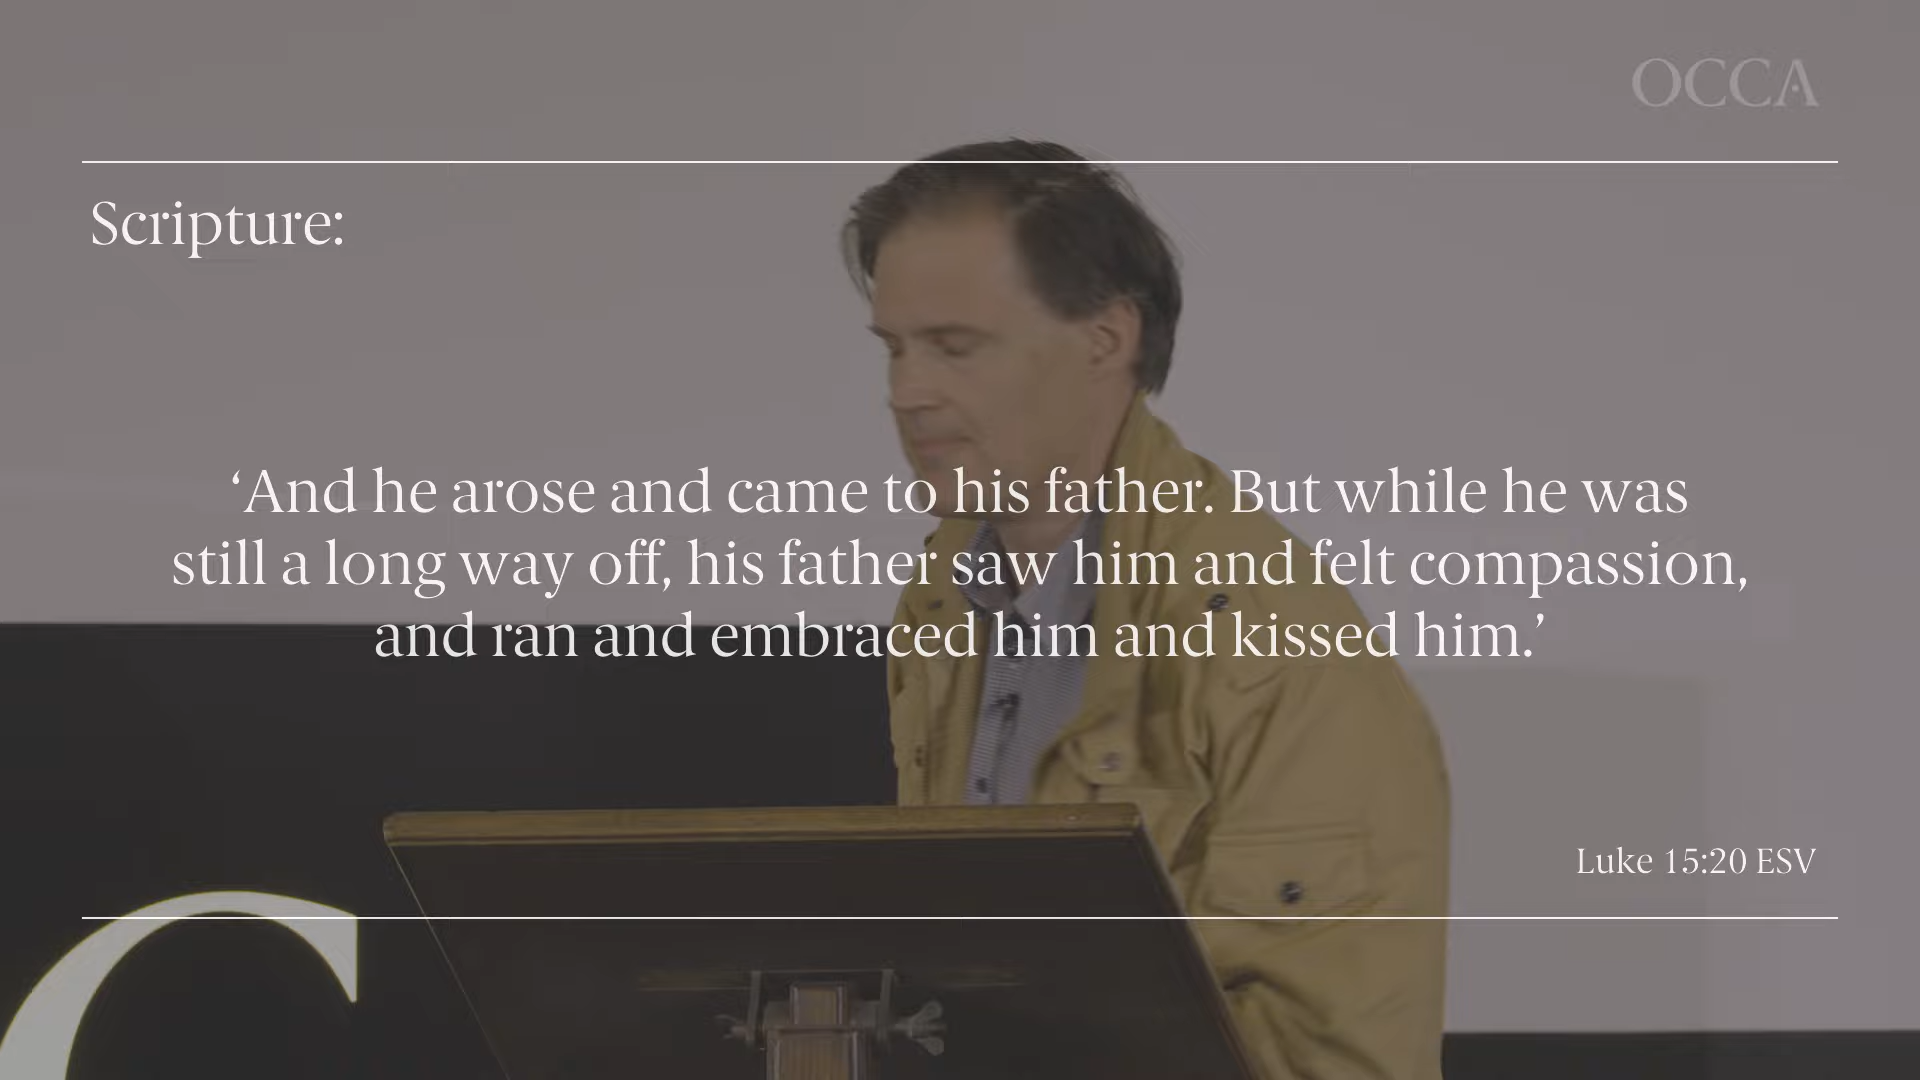 OCCA
Scripture:
‘And he arose and came to his father. But while he was
still a long way off, his father saw him and felt compassion,
and ran and embraced him and kissed him.’
Luke 15:20 ESV
C